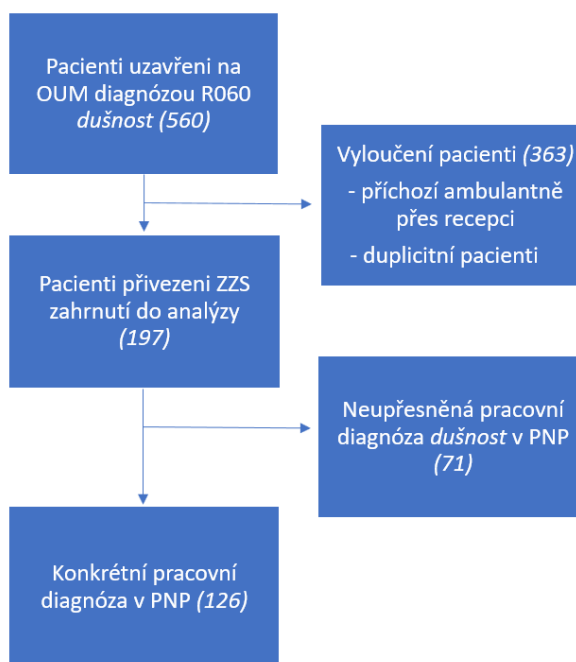 Pacienti uzavřeni na
OUM diagnózou R060
dušnost (560)
Vyloučení pacienti (363)
- příchozí ambulantně
přes recepci
- duplicitní pacienti
Pacienti přivezeni ZZS
zahrnutí do analýzy
(197)
Neupřesněná pracovní
diagnóza dušnost v PNP
(71)
Konkrétní pracovní
diagnóza v PNP (126)